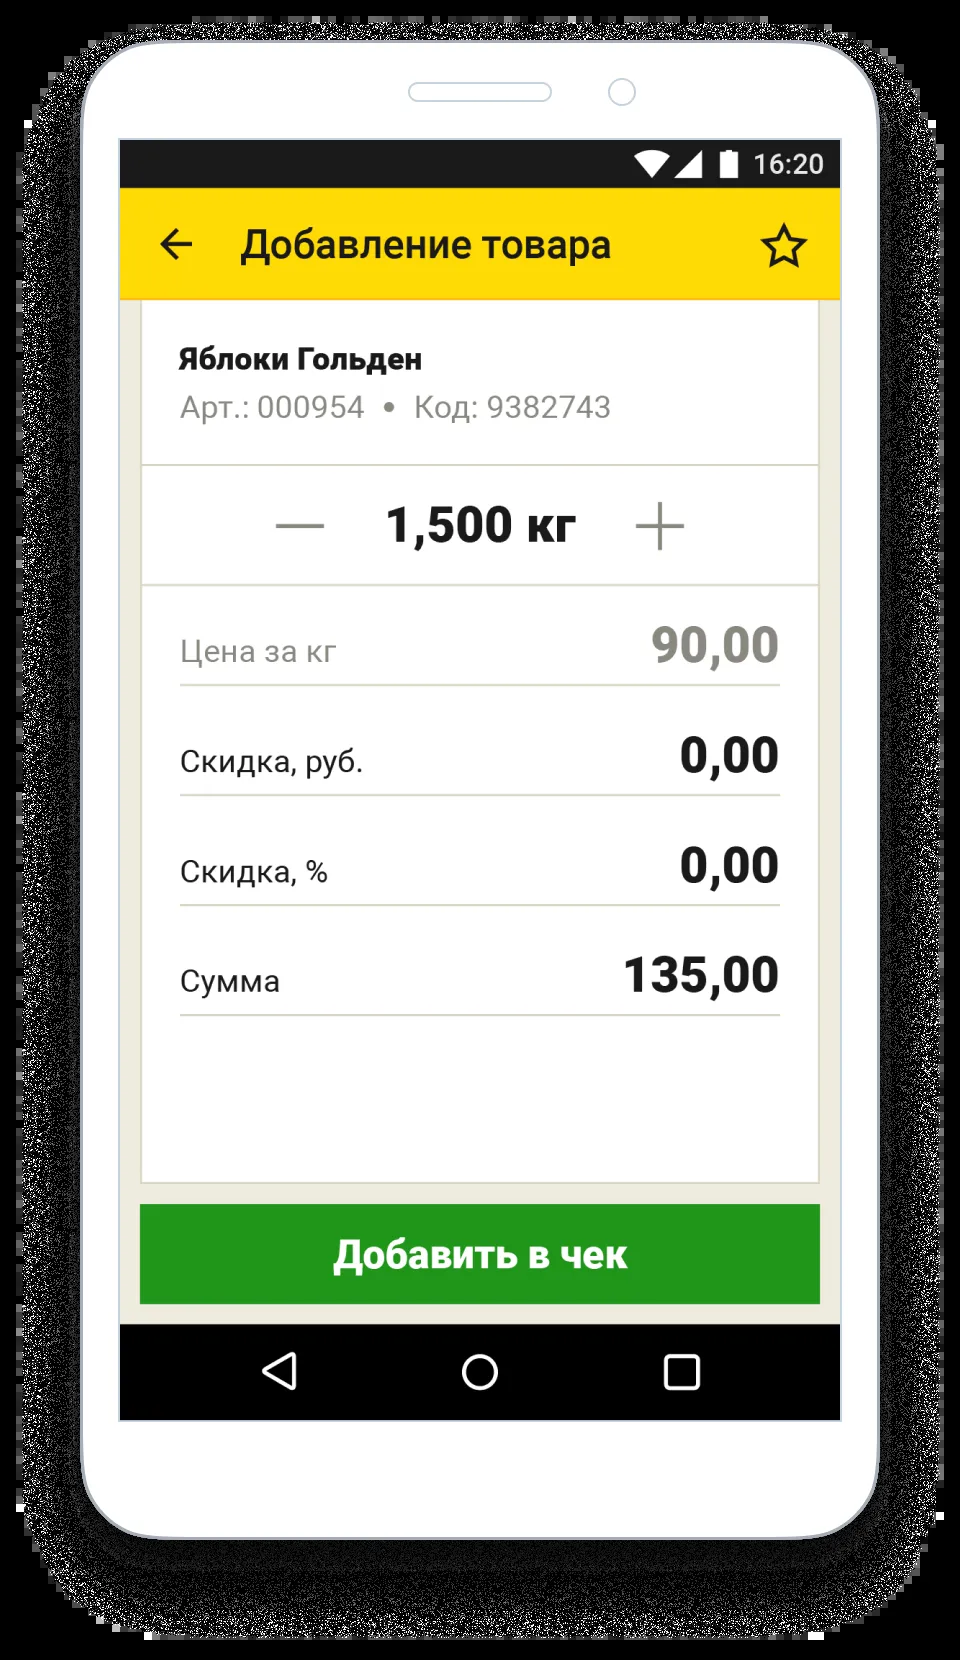 16:20
Добавление товара
Яблоки Гольден
Арт.: 000954 • Код: 9382743
1,500 кг
Цена за кг 90,00
Скидка, руб. 0,00
Скидка, % 0,00
Сумма 135,00
Добавить в чек